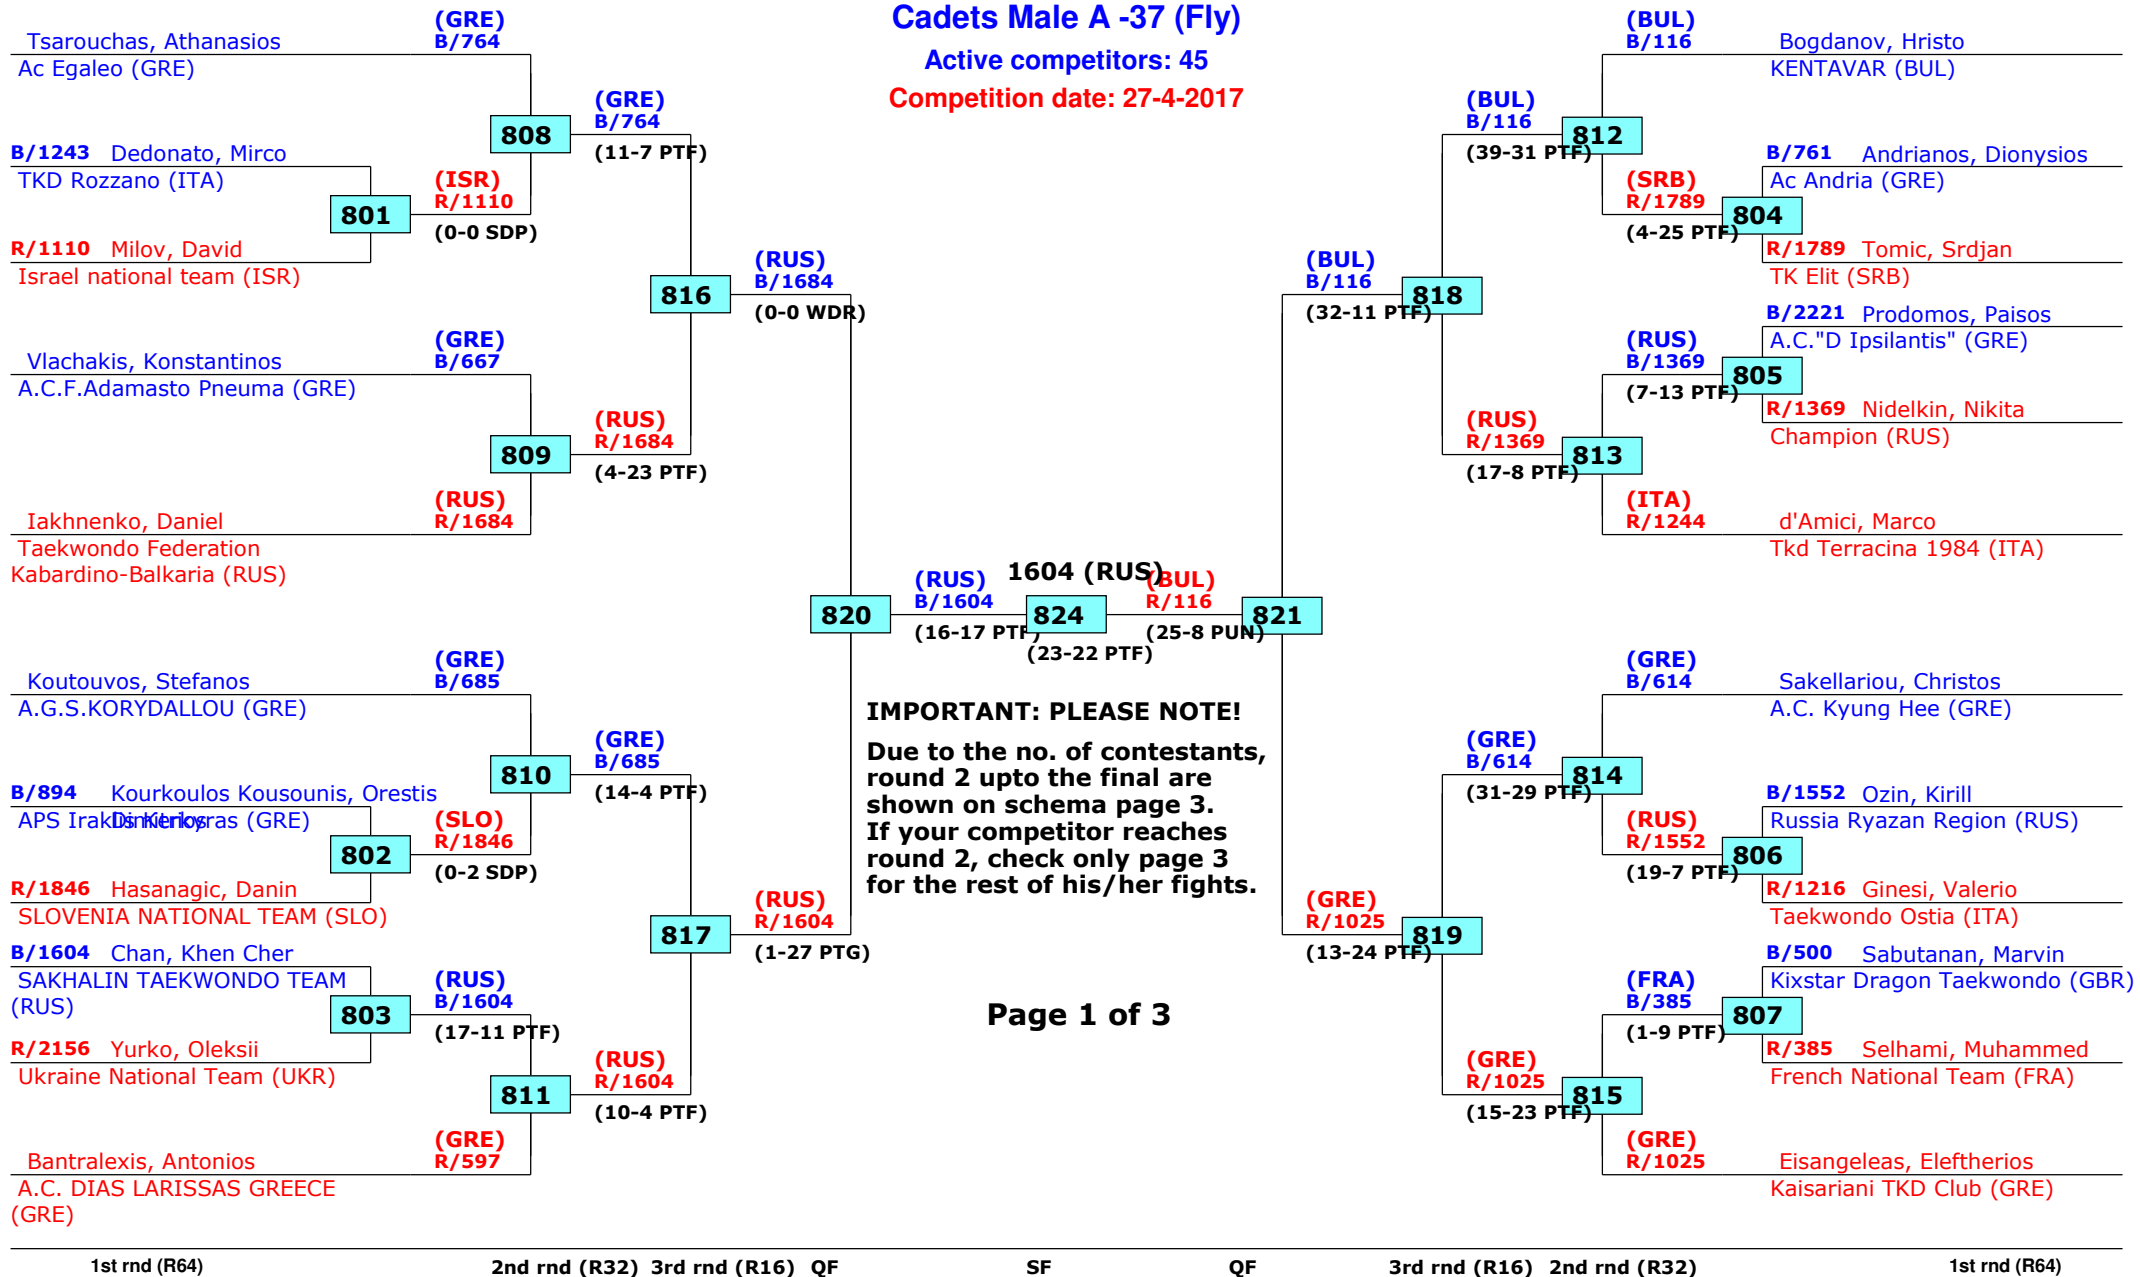 Cadets Male A -37 (Fly)
Active competitors: 45
Competition date: 27-4-2017
Tsarouchas, Athanasios
Ac Egaleo (GRE)
(GRE)
B/764
B/1243 Dedonato, Mirco
TKD Rozzano (ITA)
801
R/1110 Milov, David
Israel national team (ISR)
(ISR)
R/1110
(0-0 SDP)
808
(GRE)
B/764
(11-7 PTF)
Vlachakis, Konstantinos
A.C.F.Adamasto Pneuma (GRE)
(GRE)
B/667
809
(RUS)
R/1684
(4-23 PTF)
Iakhnenko, Daniel
Taekwondo Federation
Kabardino-Balkaria (RUS)
(RUS)
R/1684
816
(RUS)
B/1684
(0-0 WDR)
Koutouvos, Stefanos
A.G.S.KORYDALLOU (GRE)
(GRE)
B/685
B/894 Kourkoulos Kousounis, Orestis
Dimitrios
APS Iraklis Kerkyras (GRE)
802
R/1846 Hasanagic, Danin
SLOVENIA NATIONAL TEAM (SLO)
(SLO)
R/1846
(0-2 SDP)
810
(GRE)
B/685
(14-4 PTF)
B/1604 Chan, Khen Cher
SAKHALIN TAEKWONDO TEAM
(RUS)
803
R/2156 Yurko, Oleksii
Ukraine National Team (UKR)
(RUS)
B/1604
(17-11 PTF)
811
(RUS)
R/1604
(10-4 PTF)
Bantralexis, Antonios
A.C. DIAS LARISSAS GREECE
(GRE)
(GRE)
R/597
817
(RUS)
R/1604
(1-27 PTG)
820
(RUS)
B/1604
(16-17 PTF)
1604 (RUS)
824
(23-22 PTF)
(BUL)
R/116
(25-8 PUN)
821
IMPORTANT: PLEASE NOTE!
Due to the no. of contestants,
round 2 upto the final are
shown on schema page 3.
If your competitor reaches
round 2, check only page 3
for the rest of his/her fights.
Page 1 of 3
(BUL)
B/116
(32-11 PTF)
818
(BUL)
B/116
(39-31 PTF)
812
(BUL)
B/116
Bogdanov, Hristo
KENTAVAR (BUL)
(SRB)
R/1789
(4-25 PTF)
804
B/761 Andrianos, Dionysios
Ac Andria (GRE)
R/1789 Tomic, Srdjan
TK Elit (SRB)
(RUS)
R/1369
(17-8 PTF)
813
(RUS)
B/1369
(7-13 PTF)
805
B/2221 Prodomos, Paisos
A.C."D Ipsilantis" (GRE)
R/1369 Nidelkin, Nikita
Champion (RUS)
(ITA)
R/1244
d'Amici, Marco
Tkd Terracina 1984 (ITA)
(GRE)
R/1025
(13-24 PTF)
819
(GRE)
B/614
(31-29 PTF)
814
(GRE)
B/614
Sakellariou, Christos
A.C. Kyung Hee (GRE)
(RUS)
R/1552
(19-7 PTF)
806
B/1552 Ozin, Kirill
Russia Ryazan Region (RUS)
R/1216 Ginesi, Valerio
Taekwondo Ostia (ITA)
(GRE)
R/1025
(15-23 PTF)
815
(FRA)
B/385
(1-9 PTF)
807
B/500 Sabutanan, Marvin
Kixstar Dragon Taekwondo (GBR)
R/385 Selhami, Muhammed
French National Team (FRA)
(GRE)
R/1025
Eisangeleas, Eleftherios
Kaisariani TKD Club (GRE)
1st rnd (R64) 2nd rnd (R32) 3rd rnd (R16) QF SF QF 3rd rnd (R16) 2nd rnd (R32) 1st rnd (R64)